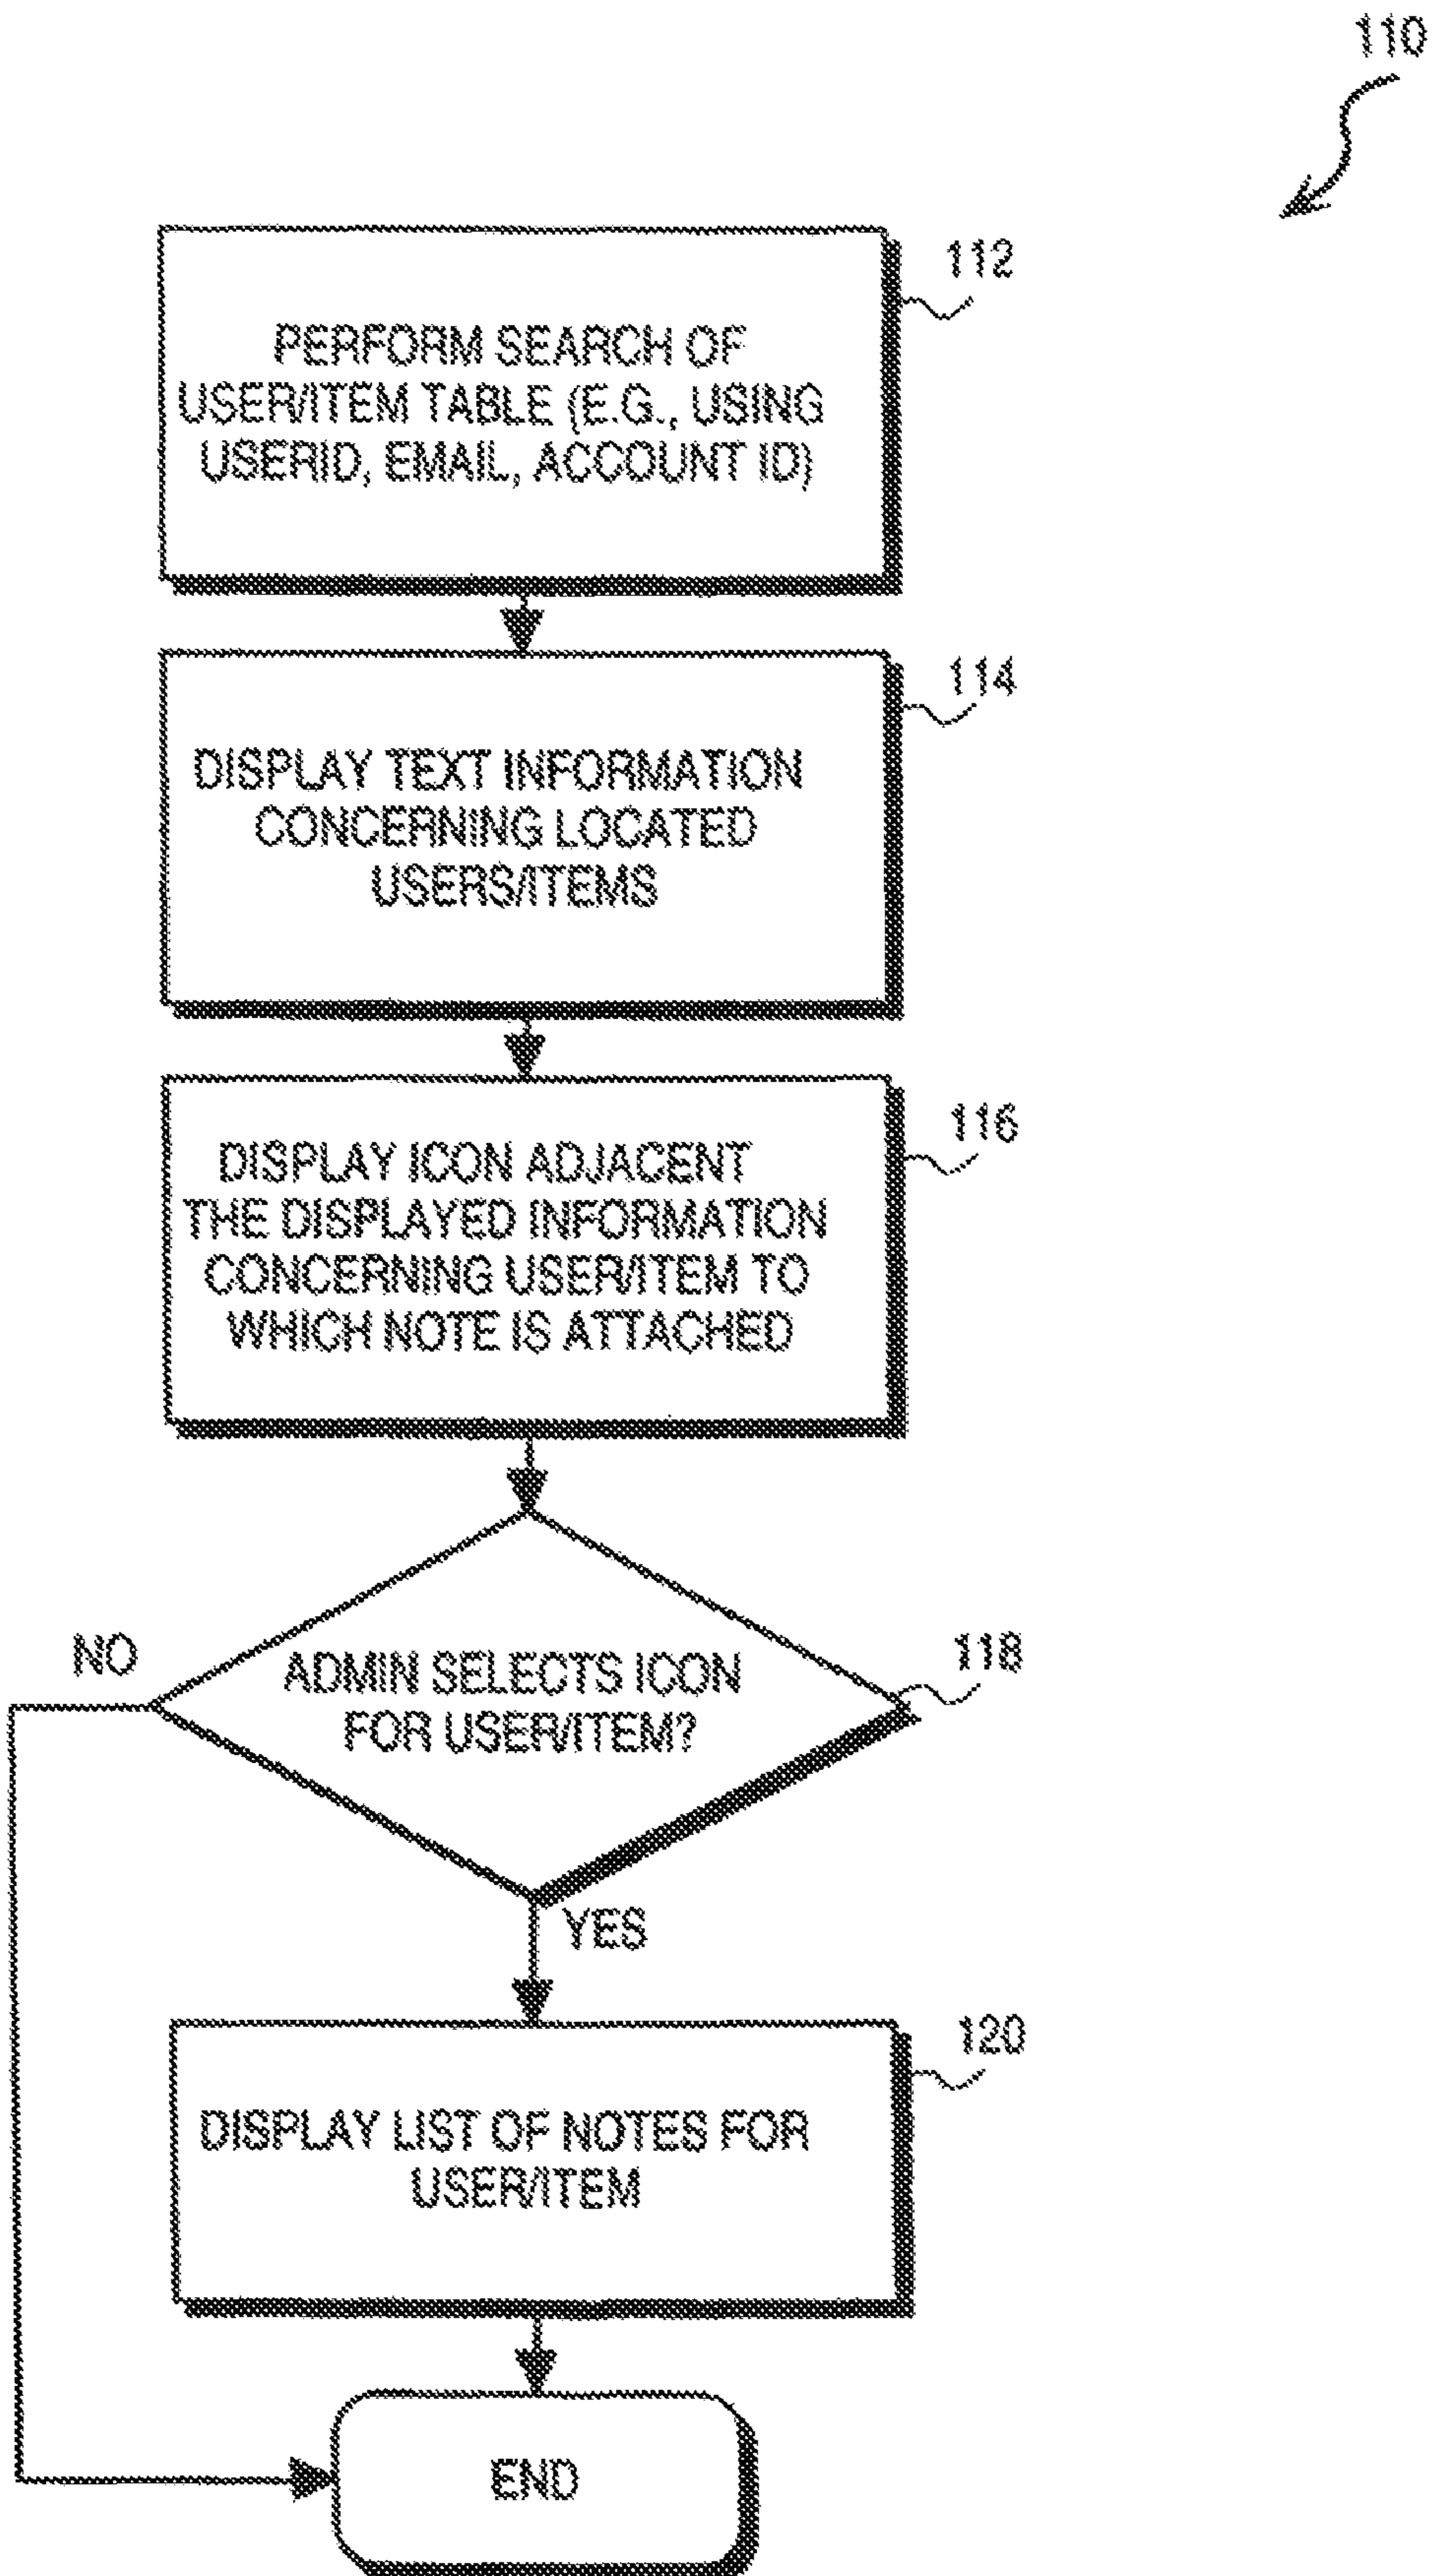 110
112
PERFORM SEARCH OF
USER/ITEM TABLE (E.G., USING
USERID, EMAIL, ACCOUNT ID)
114
DISPLAY TEXT INFORMATION
CONCERNING LOCATED
USERS/ITEMS
116
DISPLAY ICON ADJACENT
THE DISPLAYED INFORMATION
CONCERNING USER/ITEM TO
WHICH NOTE IS ATTACHED
118
NO
ADMIN SELECTS ICON
FOR USER/ITEM?
YES
120
DISPLAY LIST OF NOTES FOR
USER/ITEM
END